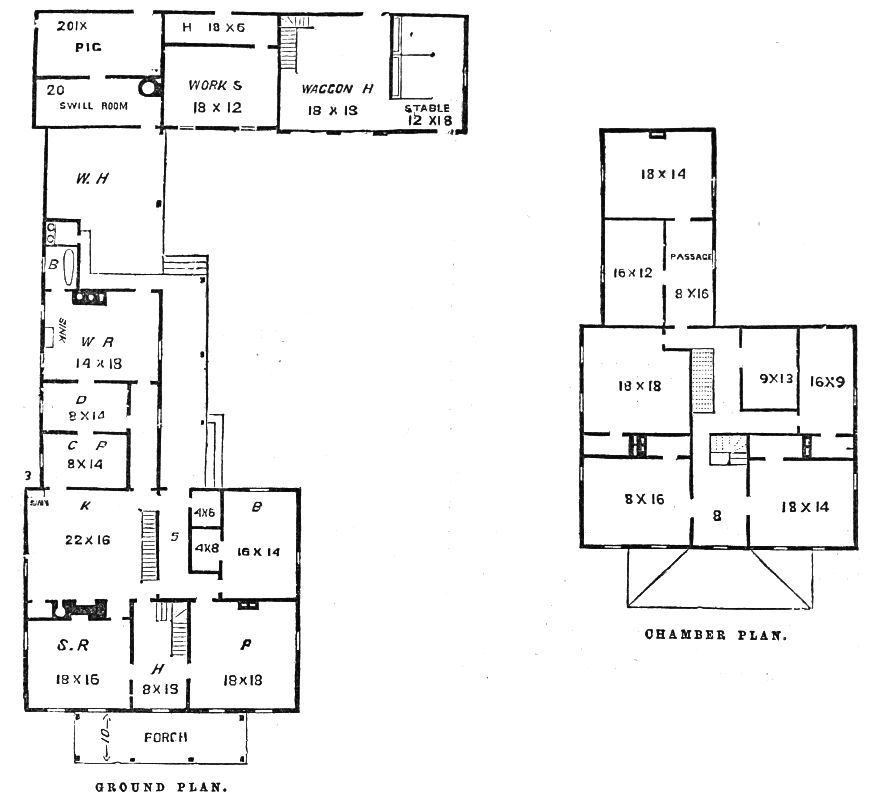 201X
PIG
H 18 X 6
20
SWILL ROOM
WORK S
18 X 12
WAGGON H
18 X 13
STABLE
12 X 18
W. H
B
SINK
W R
14 X 18
D
8 X 14
C P
8 X 14
3
SINK
K
22 X 16
5
4X6
4X8
B
16 X 14
S. R
18 X 16
H
8 X 13
P
18 X 18
10
PORCH
GROUND PLAN.
18 X 14
16 X 12
PASSAGE
8 X 16
18 X 18
9X13
16X9
8 X 16
8
18 X 14
CHAMBER PLAN.